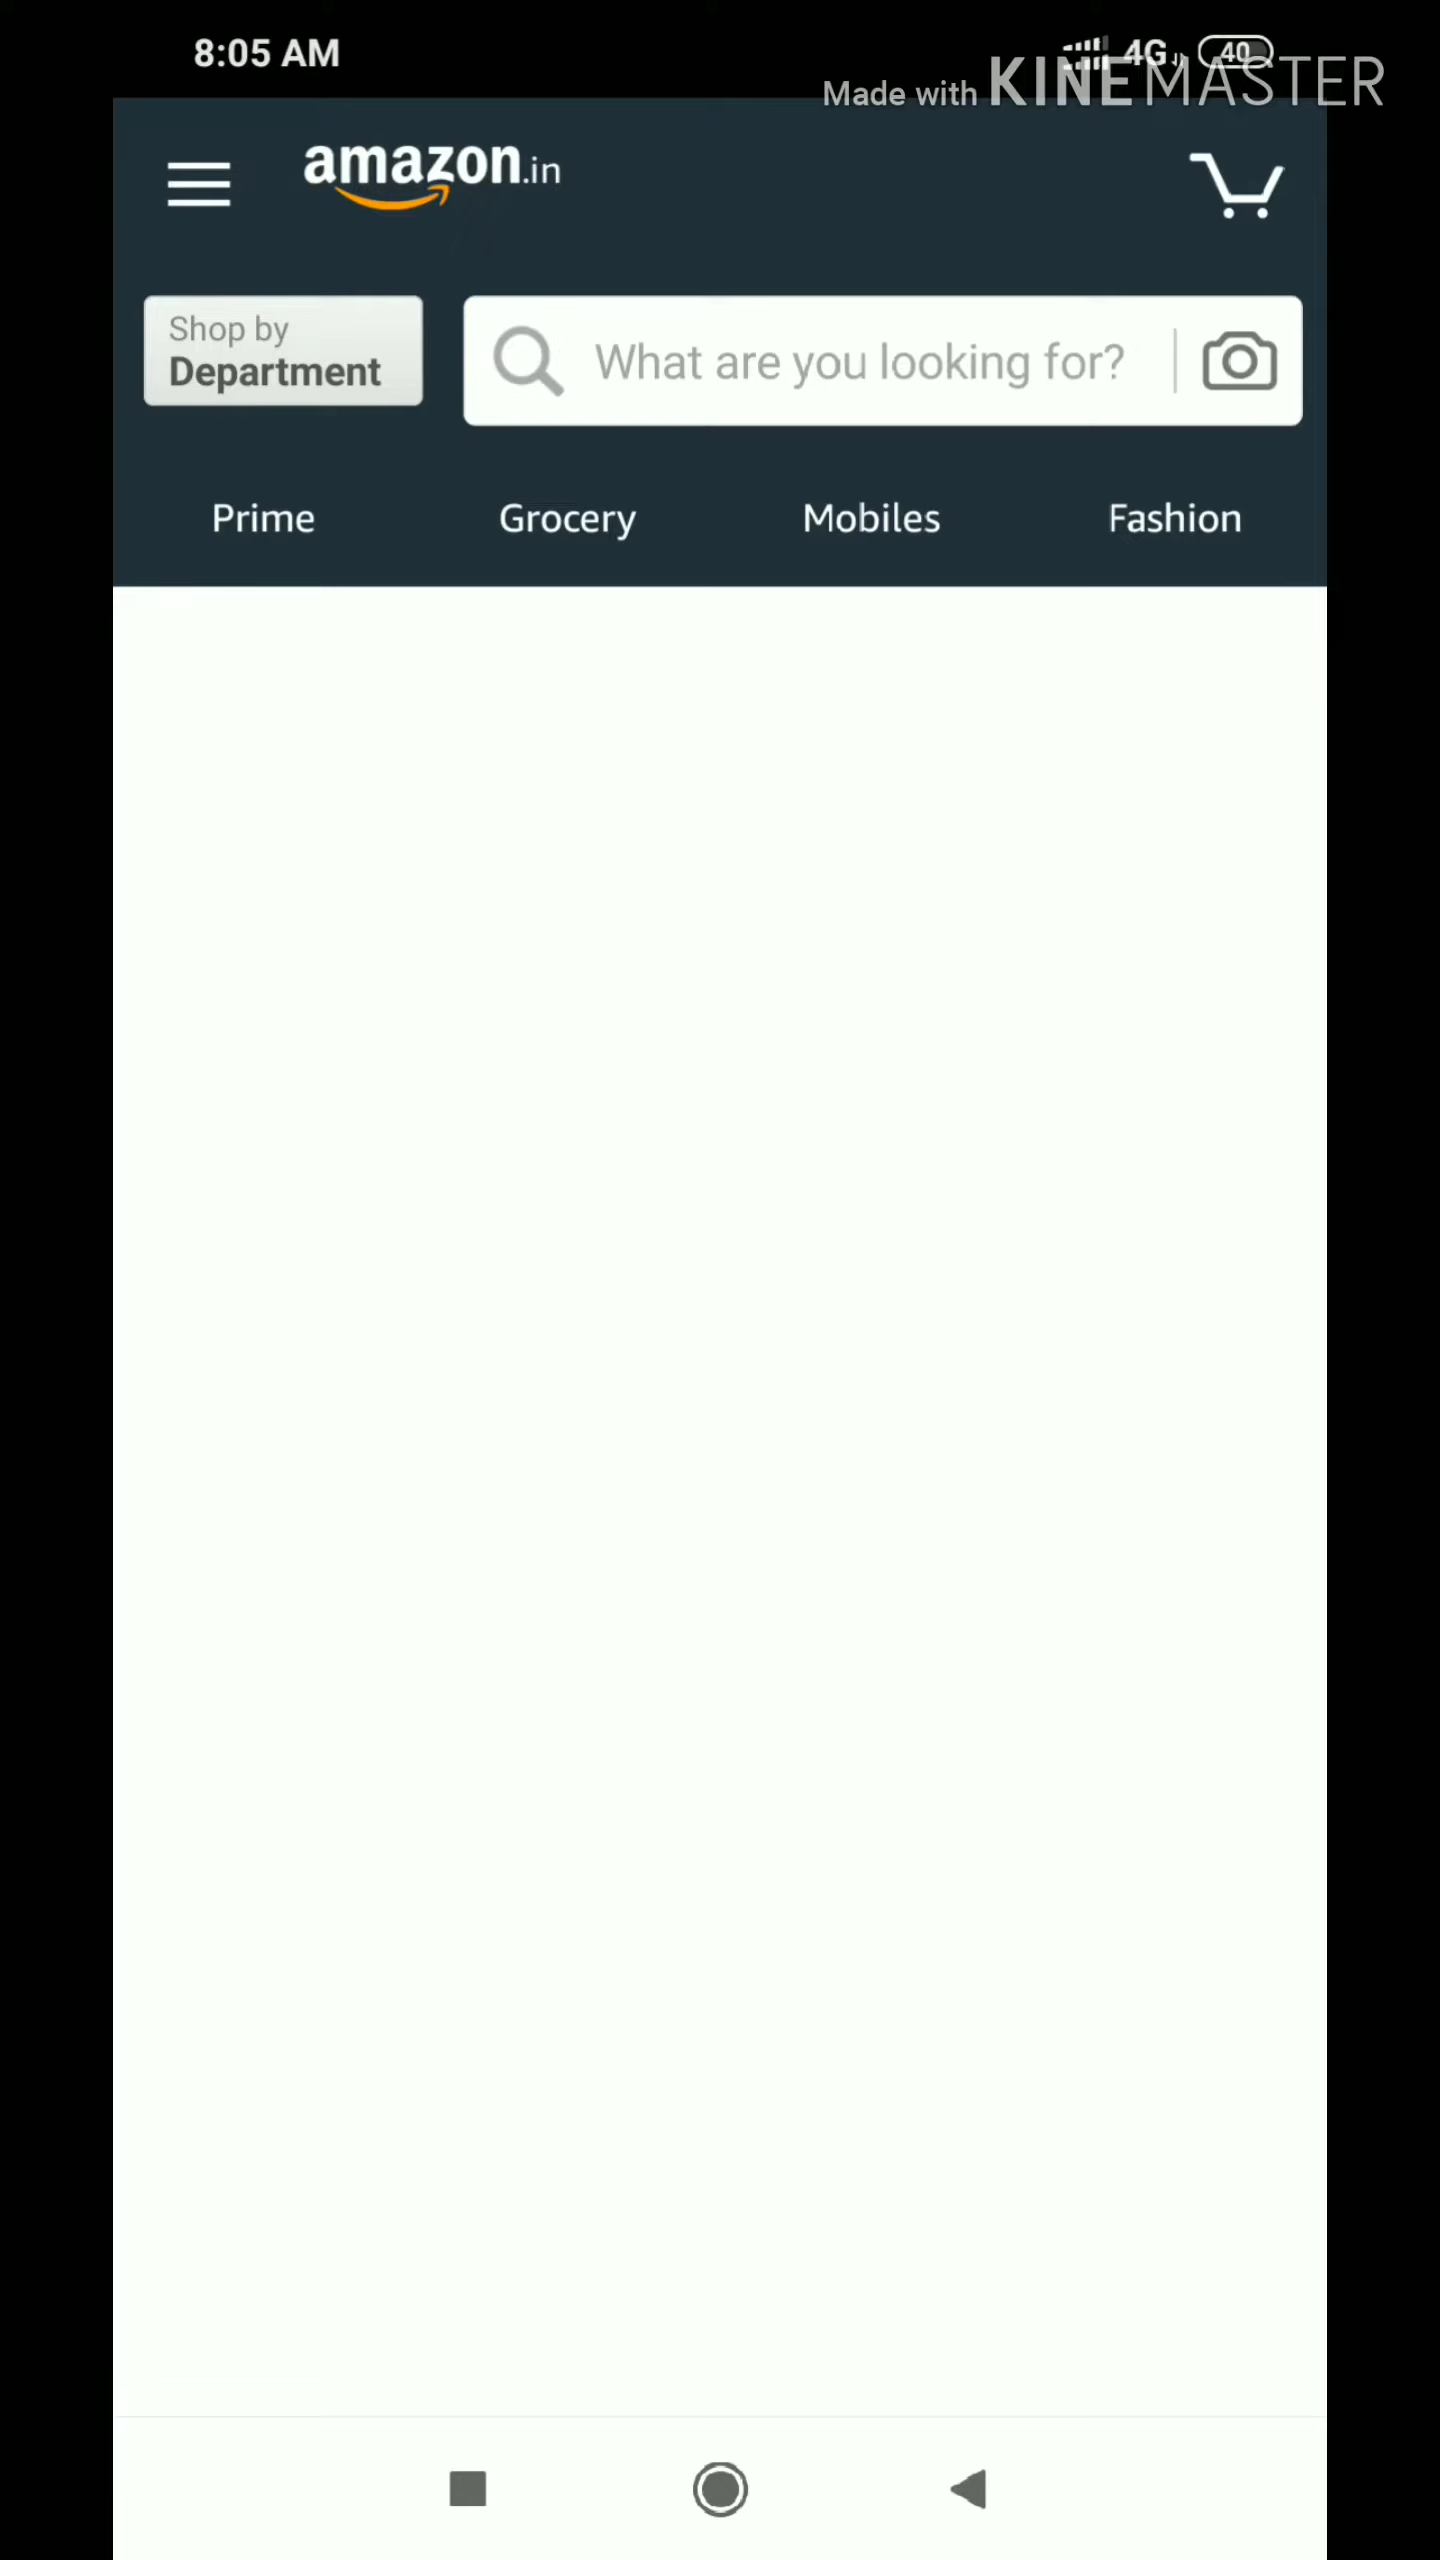 8:05 AM
4G
40
Made with KINEMASTER
amazon.in
Shop by
Department
What are you looking for?
Prime
Grocery
Mobiles
Fashion